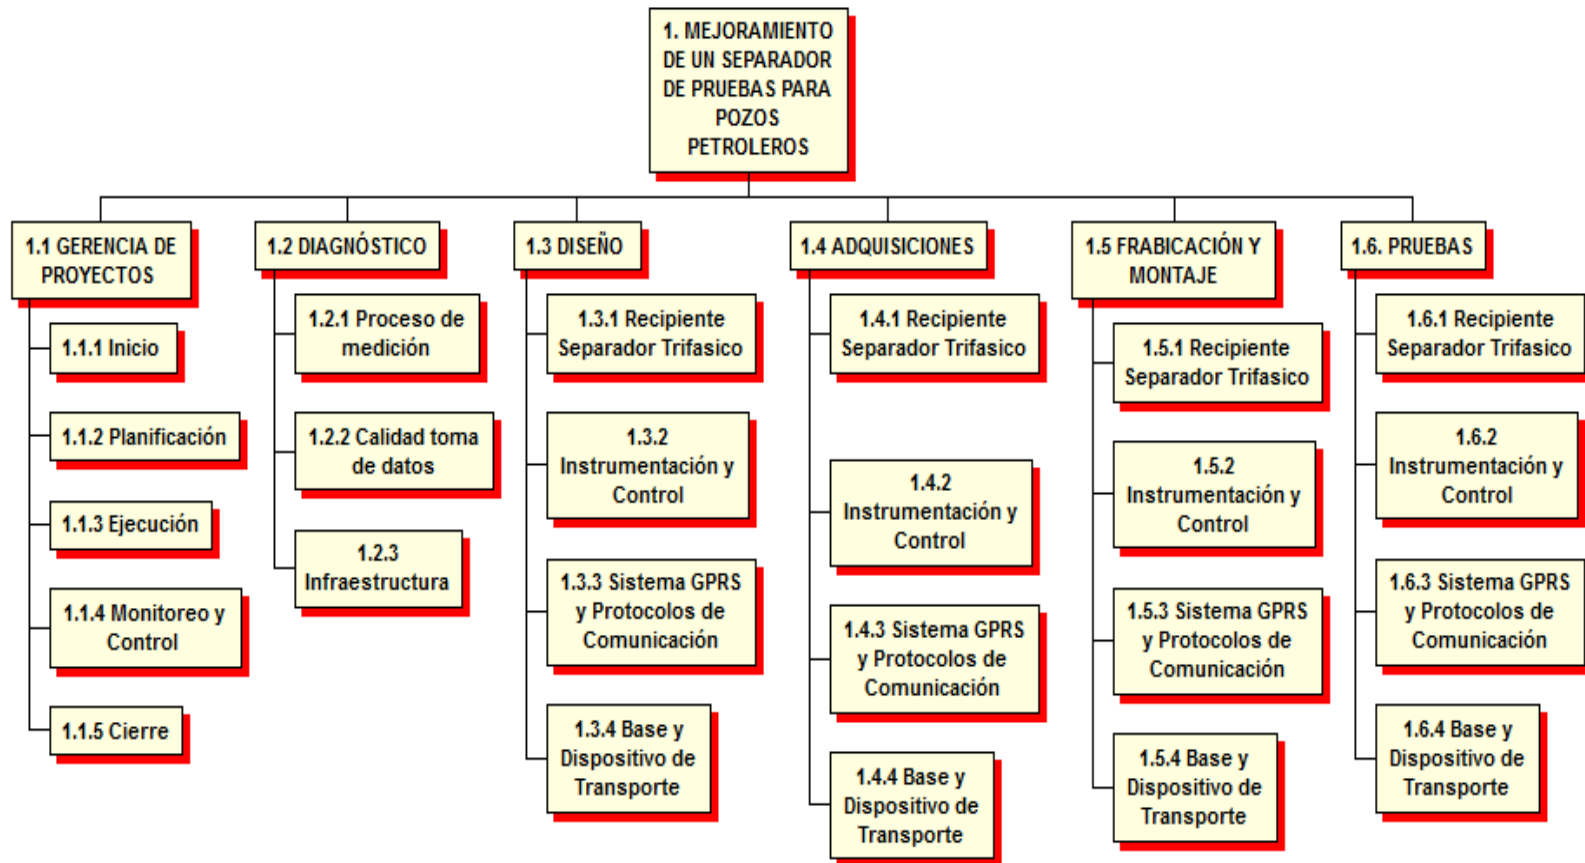 1. MEJORAMIENTO
DE UN SEPARADOR
DE PRUEBAS PARA
POZOS
PETROLEROS
1.1 GERENCIA DE
PROYECTOS
1.1.1 Inicio
1.1.2 Planificación
1.1.3 Ejecución
1.1.4 Monitoreo y
Control
1.1.5 Cierre
1.2 DIAGNÓSTICO
1.2.1 Proceso de
medición
1.2.2 Calidad toma
de datos
1.2.3
Infraestructura
1.3 DISEÑO
1.3.1 Recipiente
Separador Trifasico
1.3.2
Instrumentación y
Control
1.3.3 Sistema GPRS
y Protocolos de
Comunicación
1.3.4 Base y
Dispositivo de
Transporte
1.4 ADQUISICIONES
1.4.1 Recipiente
Separador Trifasico
1.4.2
Instrumentación y
Control
1.4.3 Sistema GPRS
y Protocolos de
Comunicación
1.4.4 Base y
Dispositivo de
Transporte
1.5 FRABICACIÓN Y
MONTAJE
1.5.1 Recipiente
Separador Trifasico
1.5.2
Instrumentación y
Control
1.5.3 Sistema GPRS
y Protocolos de
Comunicación
1.5.4 Base y
Dispositivo de
Transporte
1.6. PRUEBAS
1.6.1 Recipiente
Separador Trifasico
1.6.2
Instrumentación y
Control
1.6.3 Sistema GPRS
y Protocolos de
Comunicación
1.6.4 Base y
Dispositivo de
Transporte